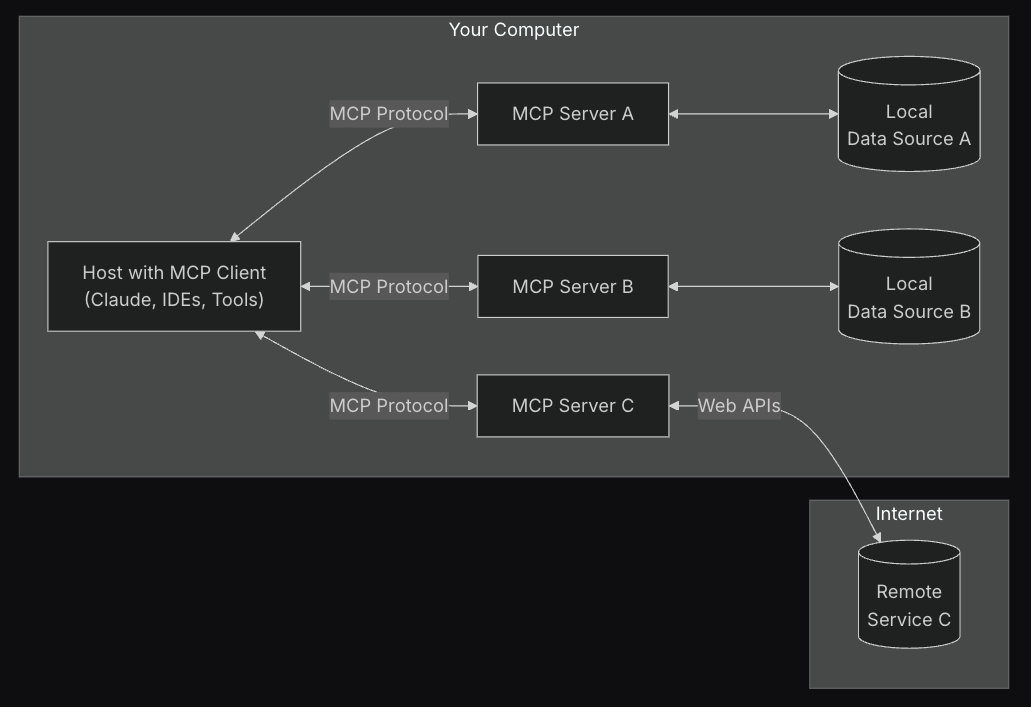 Your Computer
MCP Protocol
MCP Server A
Local
Data Source A
Host with MCP Client
(Claude, IDEs, Tools)
MCP Protocol
MCP Server B
Local
Data Source B
MCP Protocol
MCP Server C
Web APIs
Internet
Remote
Service C